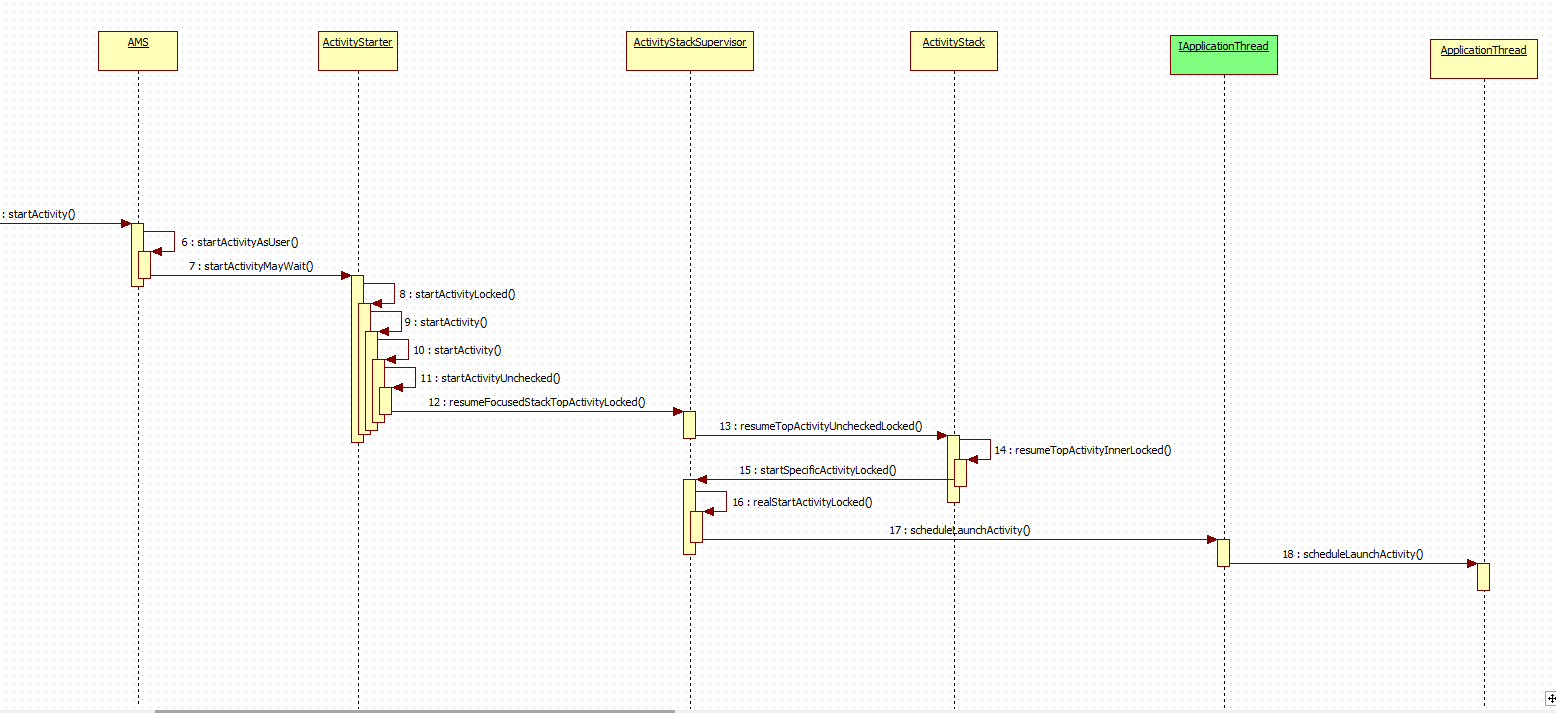 AMS
ActivityStarter
ActivityStackSupervisor
ActivityStack
IApplicationThread
ApplicationThread
: startActivity()
6 : startActivityAsUser()
7 : startActivityMayWait()
8 : startActivityLocked()
9 : startActivity()
10 : startActivity()
11 : startActivityUnchecked()
12 : resumeFocusedStackTopActivityLocked()
13 : resumeTopActivityUncheckedLocked()
14 : resumeTopActivityInnerLocked()
15 : startSpecificActivityLocked()
16 : realStartActivityLocked()
17 : scheduleLaunchActivity()
18 : scheduleLaunchActivity()